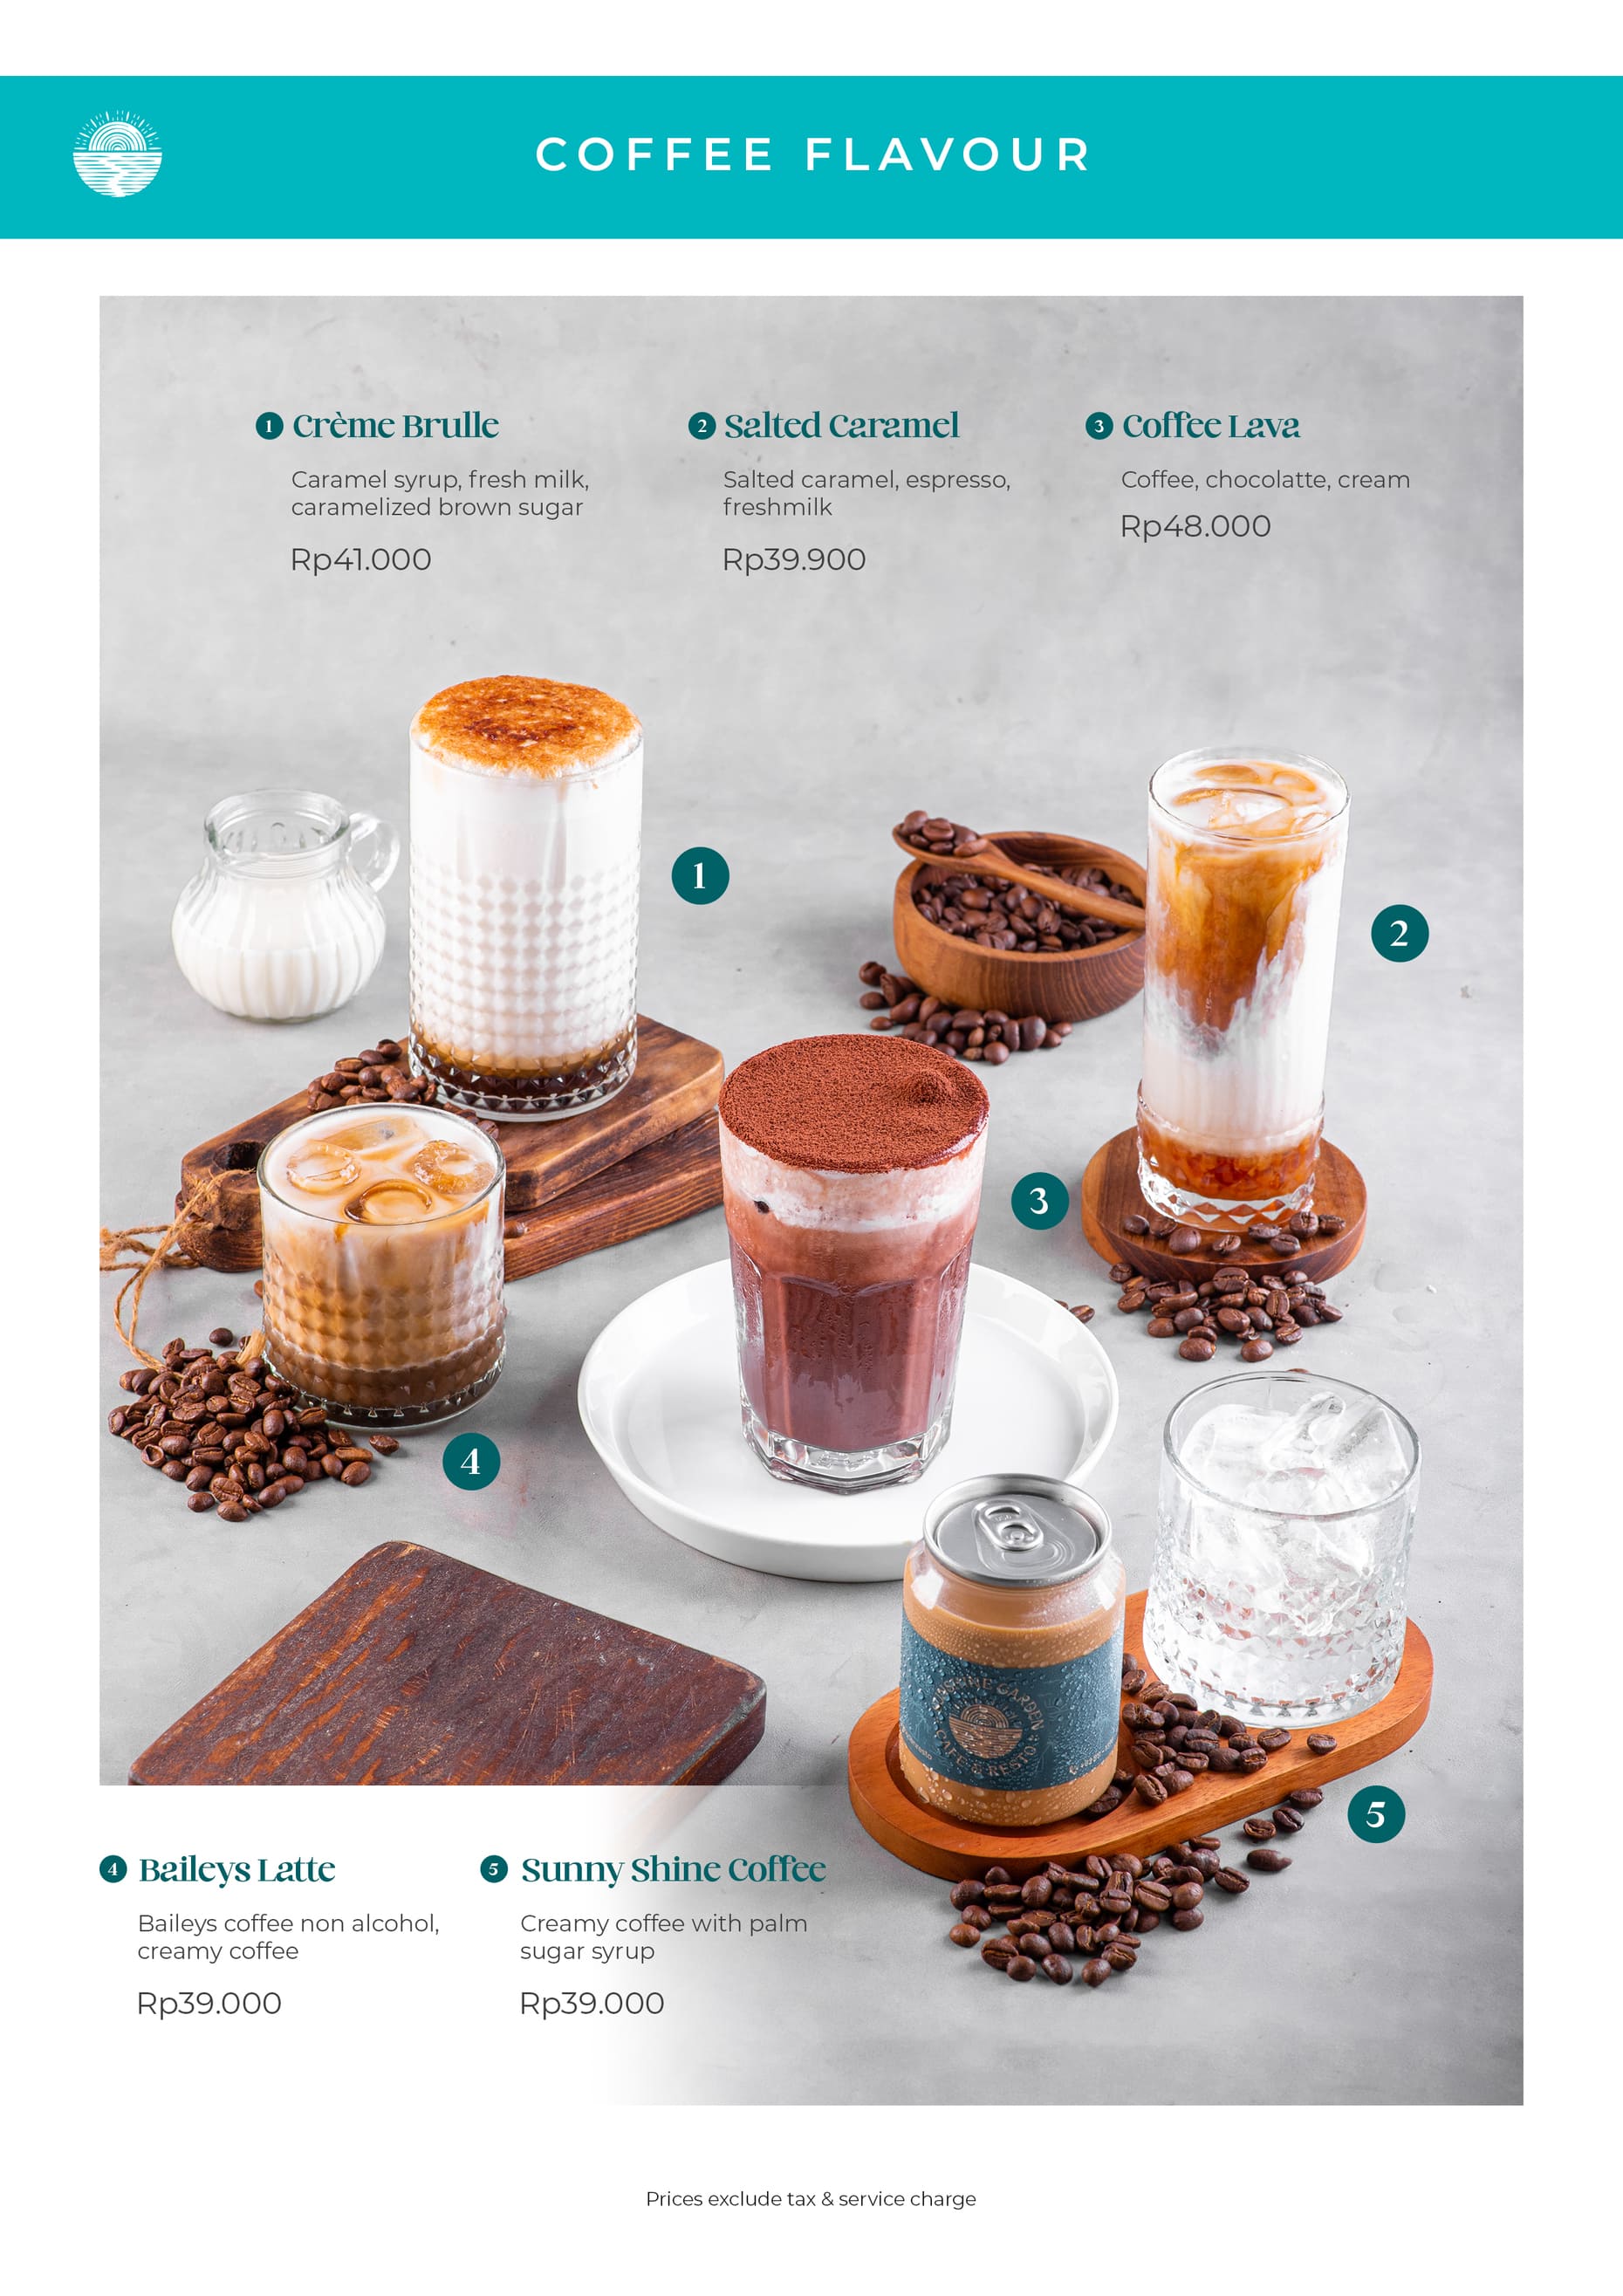 COFFEE FLAVOUR
1 Crème Brulle
Caramel syrup, fresh milk,
caramelized brown sugar
Rp41.000
2 Salted Caramel
Salted caramel, espresso,
freshmilk
Rp39.900
3 Coffee Lava
Coffee, chocolatte, cream
Rp48.000
1
2
3
4
GARDEN
CAFE & RESTO
5
4 Baileys Latte
Baileys coffee non alcohol,
creamy coffee
Rp39.000
5 Sunny Shine Coffee
Creamy coffee with palm
sugar syrup
Rp39.000
Prices exclude tax & service charge